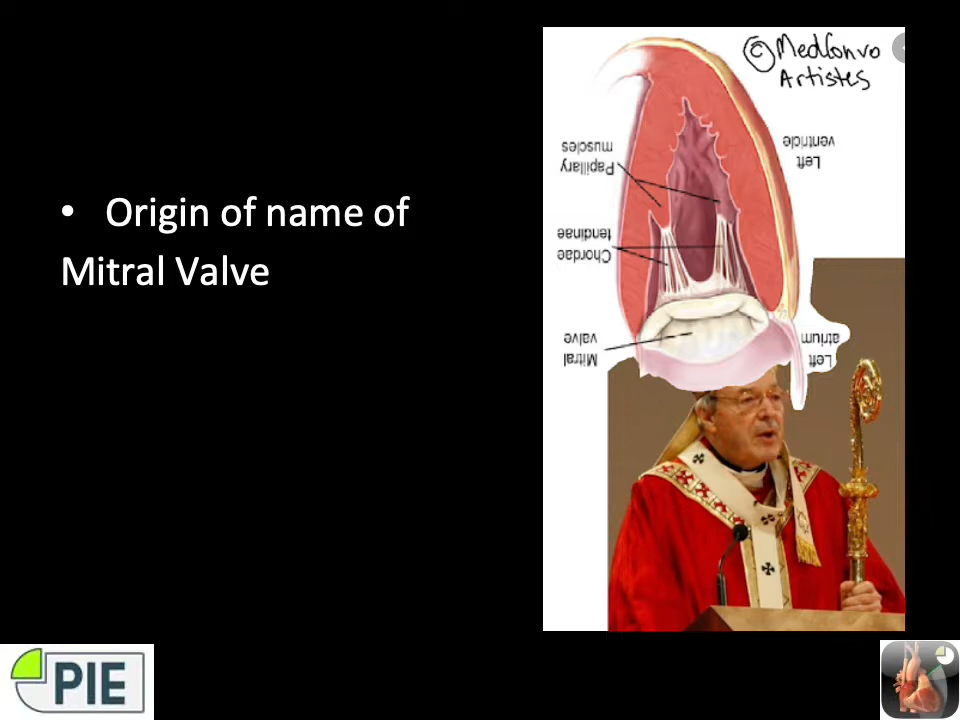 • Origin of name of
Mitral Valve
© MedConvo
Artistes
Left
ventricle
Papillary
muscles
Chordae
tendinae
Mitral
valve
Left
atrium
PIE